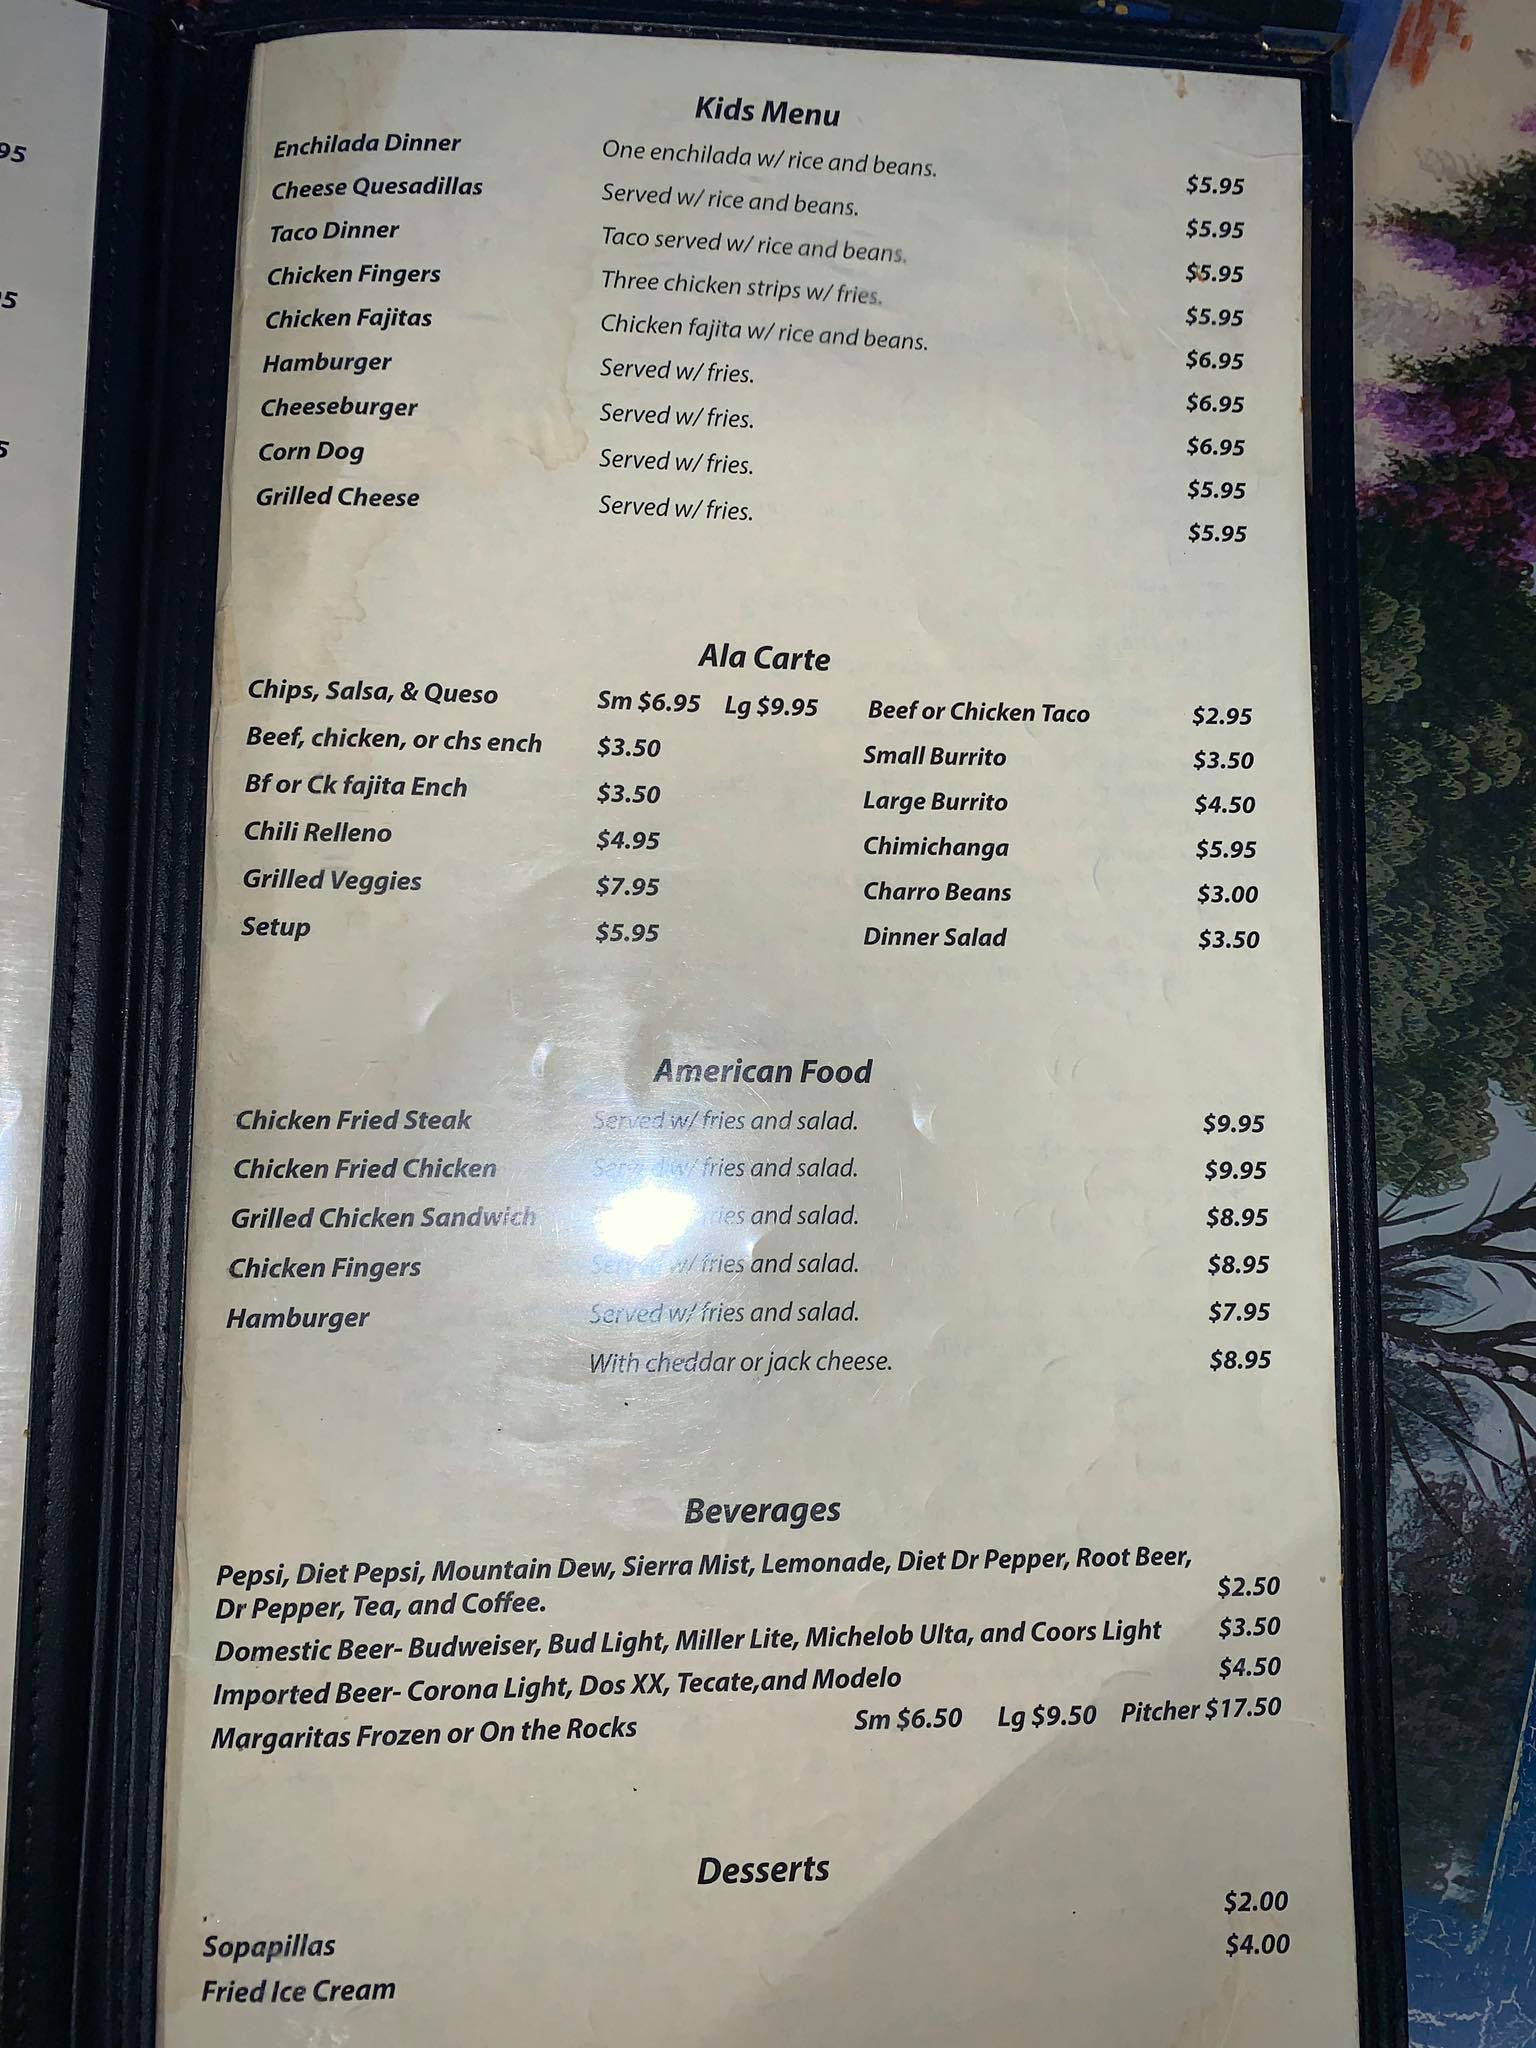 95
5
5
Kids Menu
Enchilada Dinner One enchilada w/ rice and beans. $5.95
Cheese Quesadillas Served w/ rice and beans. $5.95
Taco Dinner Taco served w/ rice and beans. $5.95
Chicken Fingers Three chicken strips w/ fries. $5.95
Chicken Fajitas Chicken fajita w/ rice and beans. $6.95
Hamburger Served w/ fries. $6.95
Cheeseburger Served w/ fries. $6.95
Corn Dog Served w/ fries. $5.95
Grilled Cheese Served w/ fries. $5.95
Ala Carte
Chips, Salsa, & Queso Sm $6.95 Lg $9.95 Beef or Chicken Taco $2.95
Beef, chicken, or chs ench $3.50 Small Burrito $3.50
Bf or Ck fajita Ench $3.50 Large Burrito $4.50
Chili Relleno $4.95 Chimichanga $5.95
Grilled Veggies $7.95 Charro Beans $3.00
Setup $5.95 Dinner Salad $3.50
American Food
Chicken Fried Steak Served w/ fries and salad. $9.95
Chicken Fried Chicken Served w/ fries and salad. $9.95
Grilled Chicken Sandwich fries and salad. $8.95
Chicken Fingers Served w/ fries and salad. $8.95
Hamburger Served w/ fries and salad. $7.95
With cheddar or jack cheese. $8.95
Beverages
Pepsi, Diet Pepsi, Mountain Dew, Sierra Mist, Lemonade, Diet Dr Pepper, Root Beer,
Dr Pepper, Tea, and Coffee. $2.50
Domestic Beer- Budweiser, Bud Light, Miller Lite, Michelob Ulta, and Coors Light $3.50
Imported Beer- Corona Light, Dos XX, Tecate,and Modelo $4.50
Margaritas Frozen or On the Rocks Sm $6.50 Lg $9.50 Pitcher $17.50
Desserts
Sopapillas $2.00
Fried Ice Cream $4.00